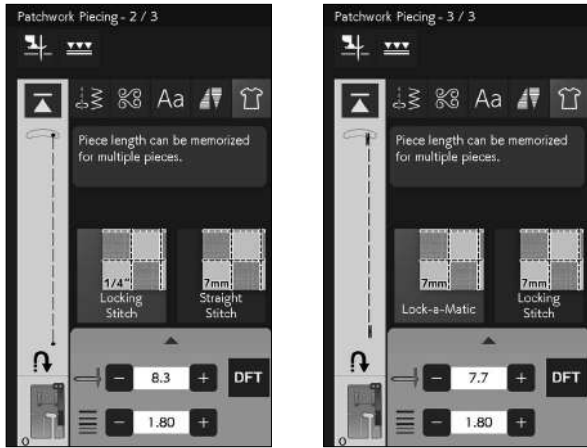 Patchwork Piecing - 2 / 3
Aa
Piece length can be memorized
for multiple pieces.
1/4"
Locking
Stitch
7mm
Straight
Stitch
8.3
DFT
1.80
0
Patchwork Piecing - 3 / 3
Aa
Piece length can be memorized
for multiple pieces.
7mm
Lock-a-Matic
7mm
Locking
Stitch
7.7
DFT
1.80
0